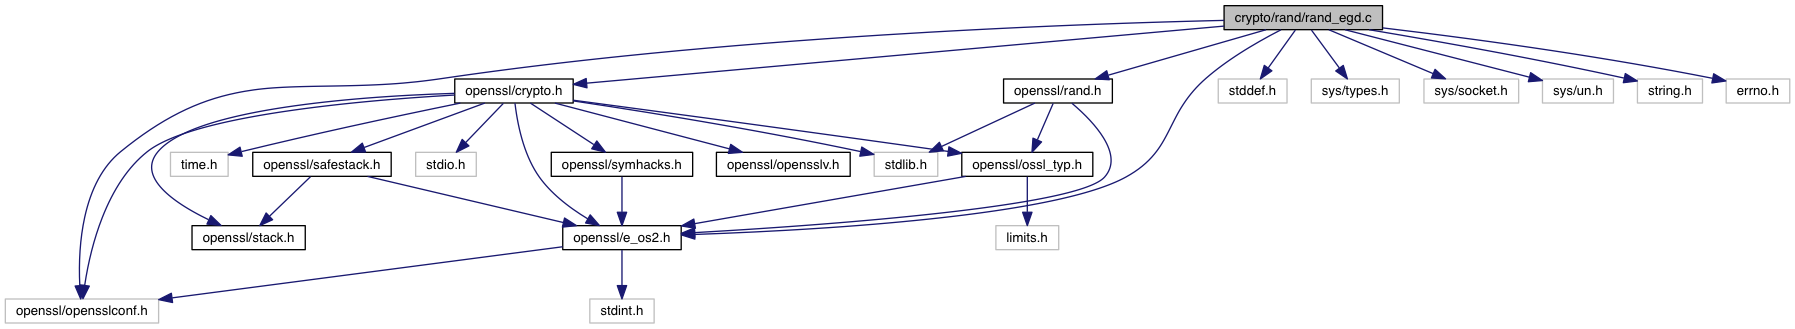 crypto/rand/rand_egd.c
openssl/crypto.h
openssl/rand.h
stddef.h
sys/types.h
sys/socket.h
sys/un.h
string.h
errno.h
time.h
openssl/safestack.h
stdio.h
openssl/symhacks.h
openssl/opensslv.h
stdlib.h
openssl/ossl_typ.h
openssl/stack.h
openssl/e_os2.h
limits.h
openssl/opensslconf.h
stdint.h